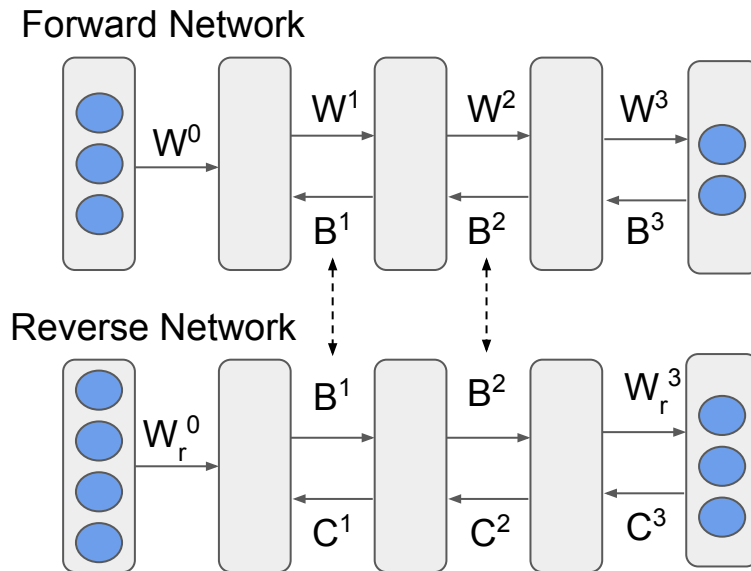 Forward Network
W⁰ W¹ W² W³
B¹ B² B³
Reverse Network
W_r⁰ B¹ B² W_r³
C¹ C² C³